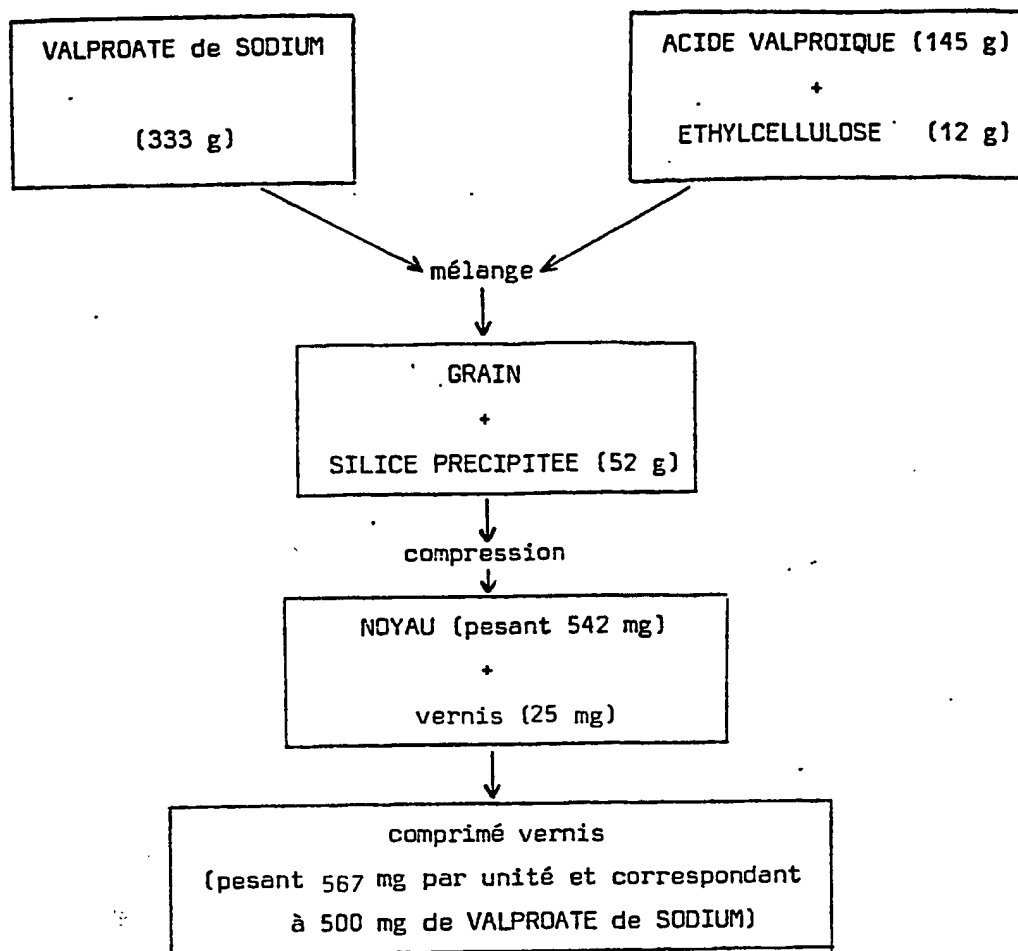 VALPROATE de SODIUM
(333 g)
ACIDE VALPROIQUE (145 g)
+
ETHYLCELLULOSE (12 g)
mélange
GRAIN
+
SILICE PRECIPITEE (52 g)
compression
NOYAU (pesant 542 mg)
+
vernis (25 mg)
comprimé vernis
(pesant 567 mg par unité et correspondant
à 500 mg de VALPROATE de SODIUM)